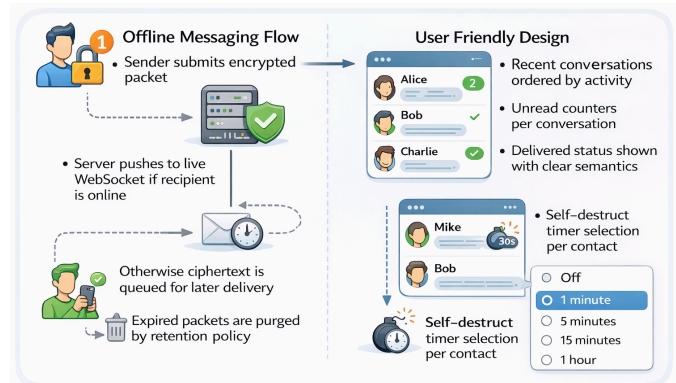 1
Offline Messaging Flow
• Sender submits encrypted
packet
• Server pushes to live
WebSocket if recipient
is online
Otherwise ciphertext is
queued for later delivery
Expired packets are purged
by retention policy
User Friendly Design
Alice
2
Bob
Charlie
• Recent conversations
ordered by activity
• Unread counters
per conversation
• Delivered status shown
with clear semantics
Mike
30s
Bob
• Self-destruct
timer selection
per contact
Off
1 minute
5 minutes
15 minutes
1 hour
Self-destruct
timer selection
per contact